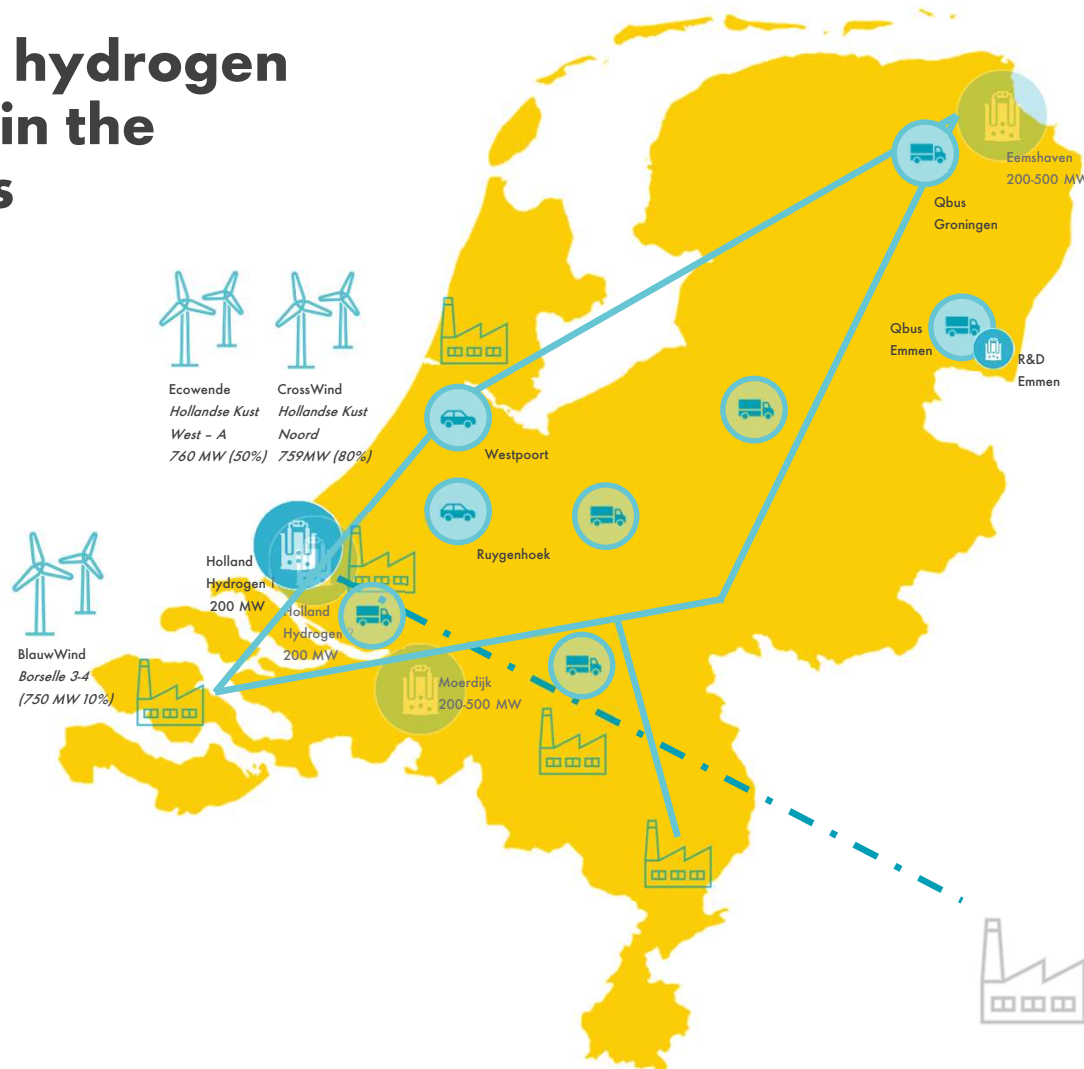 hydrogen
in the
s
Eemshaven
200-500 MW
Qbus
Groningen
Qbus
Emmen
R&D
Emmen
Ecowende
Hollandse Kust
West – A
760 MW (50%)
CrossWind
Hollandse Kust
Noord
759MW (80%)
Westpoort
Ruygenhoek
Holland
Hydrogen 1
200 MW
Holland
Hydrogen 2
200 MW
BlauwWind
Borselle 3-4
(750 MW 10%)
Moerdijk
200-500 MW